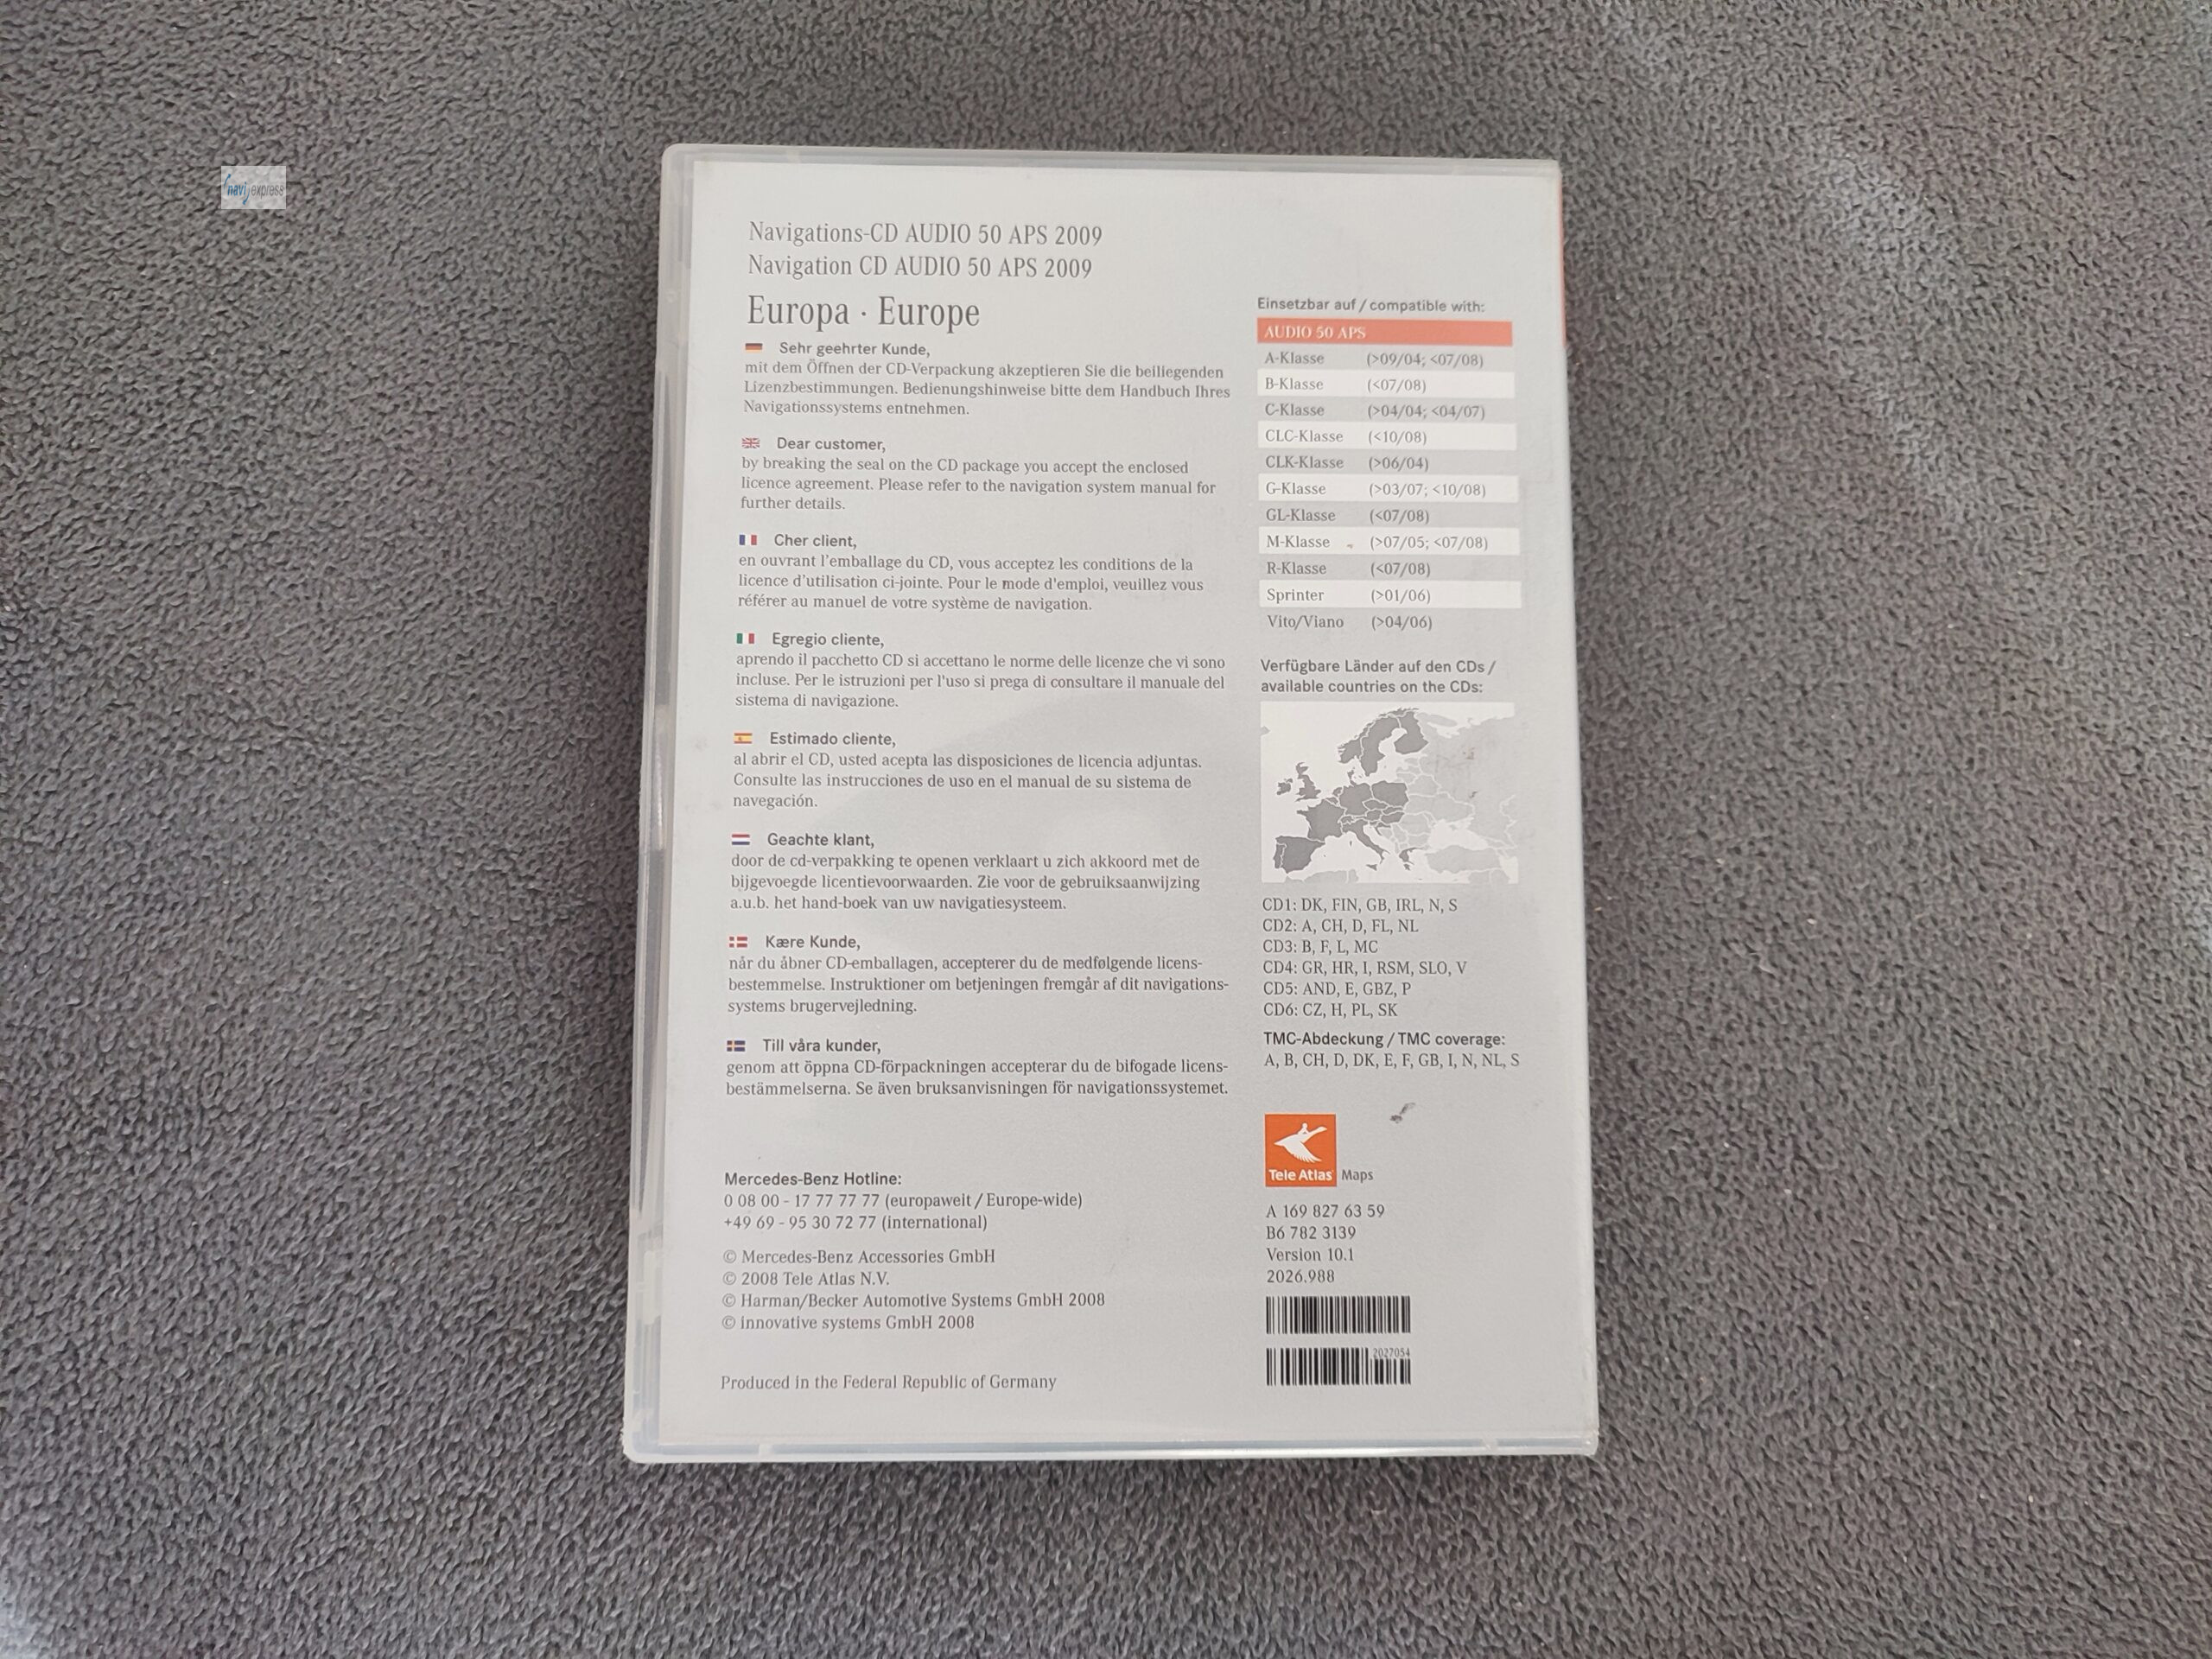 navi express
Navigations-CD AUDIO 50 APS 2009
Navigation CD AUDIO 50 APS 2009
Europa · Europe
Sehr geehrter Kunde,
mit dem Öffnen der CD-Verpackung akzeptieren Sie die beiliegenden
Lizenzbestimmungen. Bedienungshinweise bitte dem Handbuch Ihres
Navigationssystems entnehmen.
Dear customer,
by breaking the seal on the CD package you accept the enclosed
licence agreement. Please refer to the navigation system manual for
further details.
Cher client,
en ouvrant l'emballage du CD, vous acceptez les conditions de la
licence d'utilisation ci-jointe. Pour le mode d'emploi, veuillez vous
référer au manuel de votre système de navigation.
Egregio cliente,
aprendo il pacchetto CD si accettano le norme delle licenze che vi sono
incluse. Per le istruzioni per l'uso si prega di consultare il manuale del
sistema di navigazione.
Estimado cliente,
al abrir el CD, usted acepta las disposiciones de licencia adjuntas.
Consulte las instrucciones de uso en el manual de su sistema de
navegación.
Geachte klant,
door de cd-verpakking te openen verklaart u zich akkoord met de
bijgevoegde licentievoorwaarden. Zie voor de gebruiksaanwijzing
a.u.b. het hand-boek van uw navigatiesysteem.
Kære Kunde,
når du åbner CD-emballagen, accepterer du de medfølgende licens-
bestemmelse. Instruktioner om betjeningen fremgår af dit navigations-
systems brugervejledning.
Till våra kunder,
genom att öppna CD-förpackningen accepterar du de bifogade licens-
bestämmelserna. Se även bruksanvisningen för navigationssystemet.
Mercedes-Benz Hotline:
0 08 00 - 17 77 77 77 (europaweit / Europe-wide)
+49 69 - 95 30 72 77 (international)
© Mercedes-Benz Accessories GmbH
© 2008 Tele Atlas N.V.
© Harman/Becker Automotive Systems GmbH 2008
© innovative systems GmbH 2008
Produced in the Federal Republic of Germany
Einsetzbar auf / compatible with:
AUDIO 50 APS
A-Klasse (>09/04; <07/08)
B-Klasse (<07/08)
C-Klasse (>04/04; <04/07)
CLC-Klasse (<10/08)
CLK-Klasse (>06/04)
G-Klasse (>03/07; <10/08)
GL-Klasse (<07/08)
M-Klasse (>07/05; <07/08)
R-Klasse (<07/08)
Sprinter (>01/06)
Vito/Viano (>04/06)
Verfügbare Länder auf den CDs /
available countries on the CDs:
CD1: DK, FIN, GB, IRL, N, S
CD2: A, CH, D, FL, NL
CD3: B, F, L, MC
CD4: GR, HR, I, RSM, SLO, V
CD5: AND, E, GBZ, P
CD6: CZ, H, PL, SK
TMC-Abdeckung / TMC coverage:
A, B, CH, D, DK, E, F, GB, I, N, NL, S
Tele Atlas Maps
A 169 827 63 59
B6 782 3139
Version 10.1
2026.988
2027054